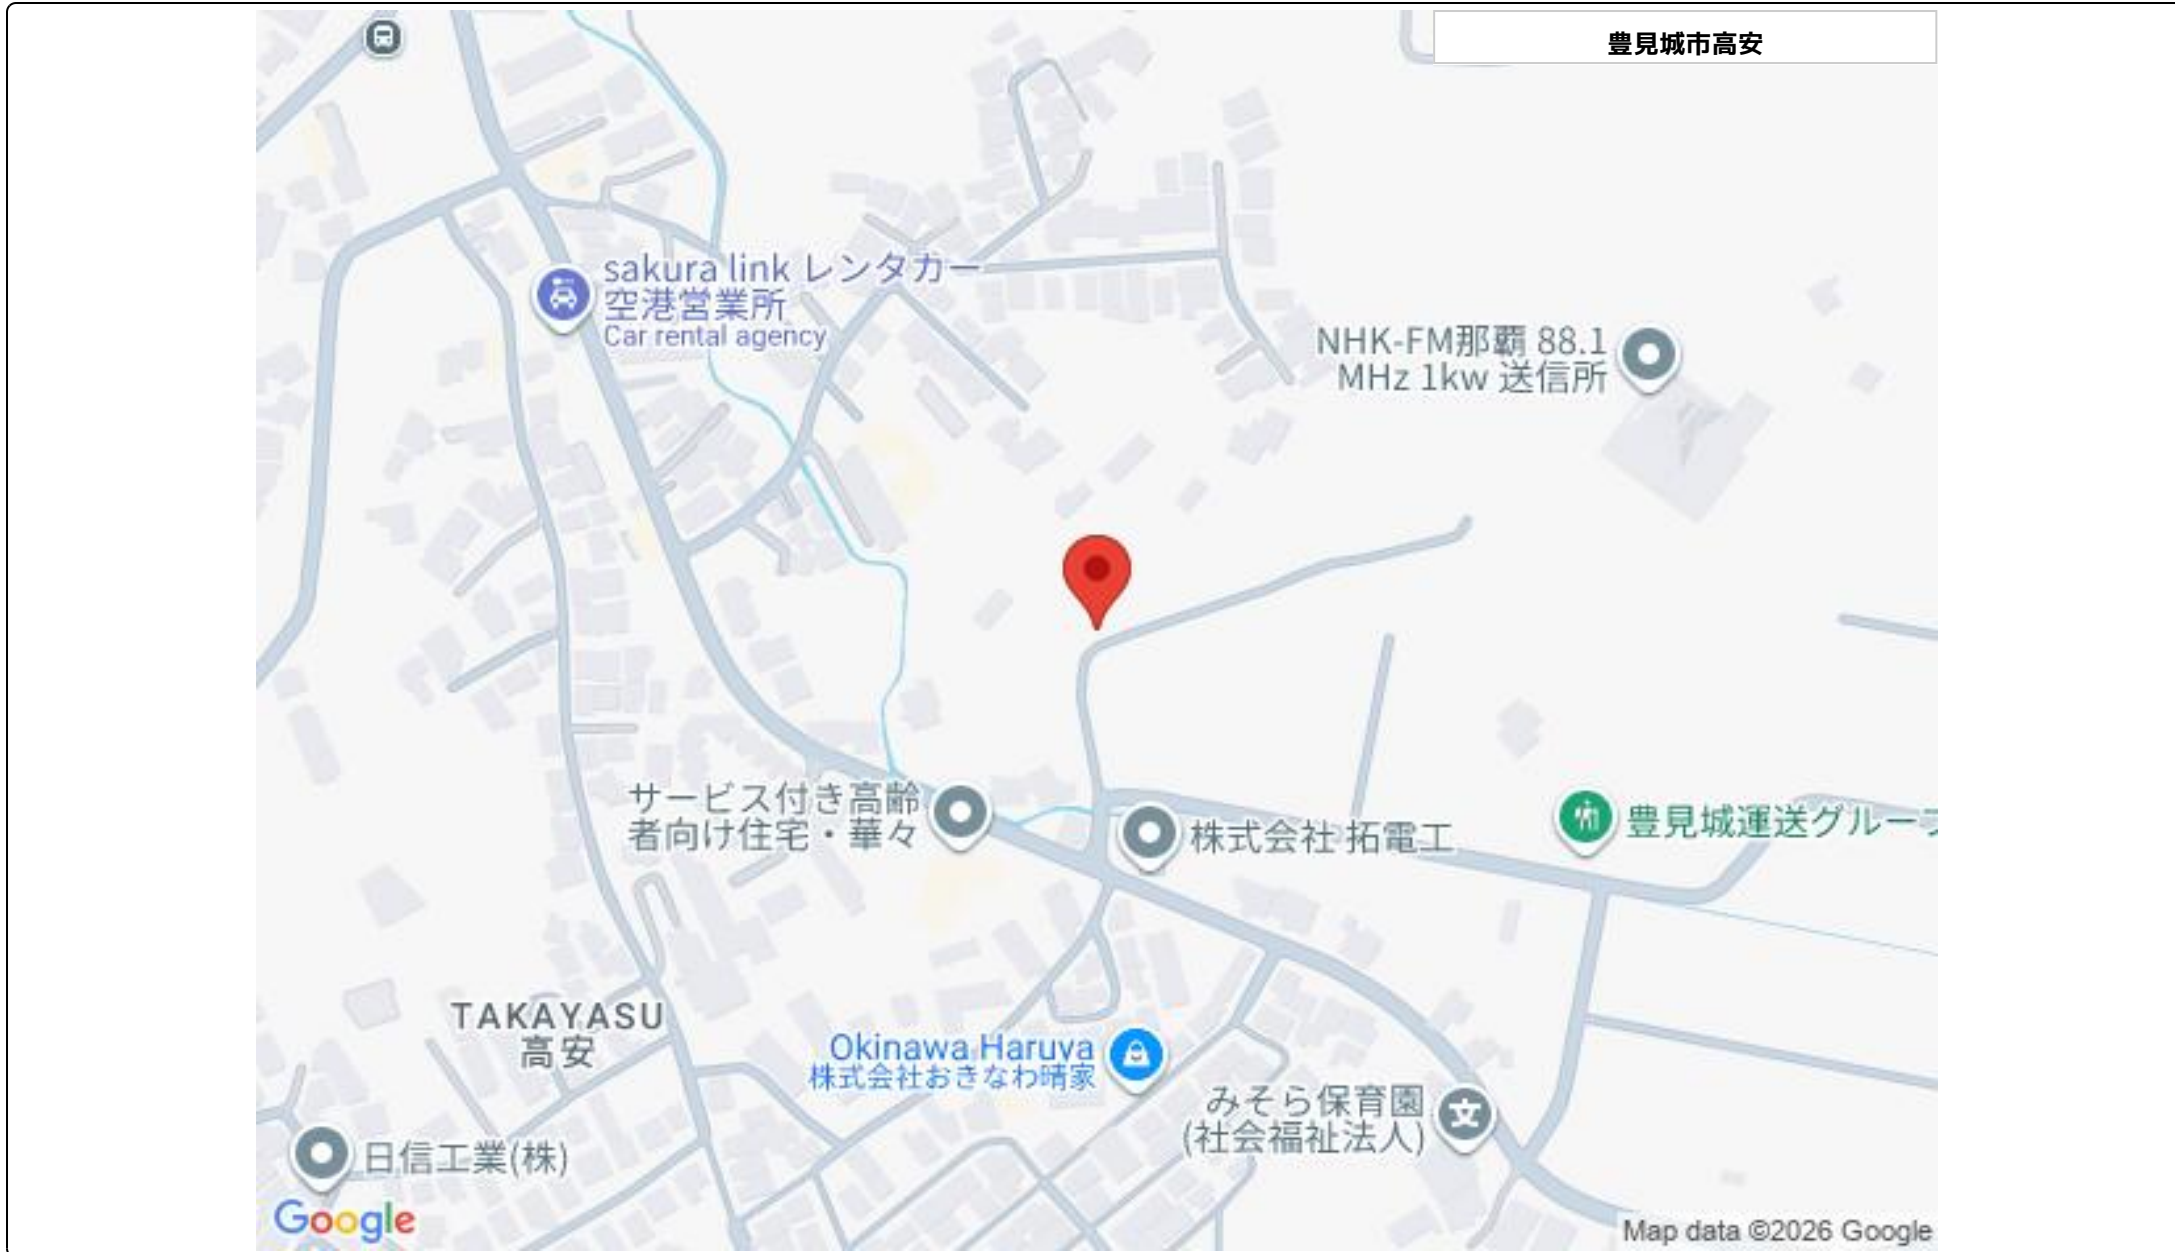 豊見城市高安
sakura link レンタカー
空港営業所
Car rental agency
NHK-FM那覇 88.1
MHz 1kw 送信所
サービス付き高齢
者向け住宅・華々
株式会社 拓電工
豊見城運送グループ
TAKAYASU
高安
Okinawa Haruya
株式会社おきなわ晴家
みそら保育園
(社会福祉法人)
日信工業(株)
Google
Map data ©2026 Google